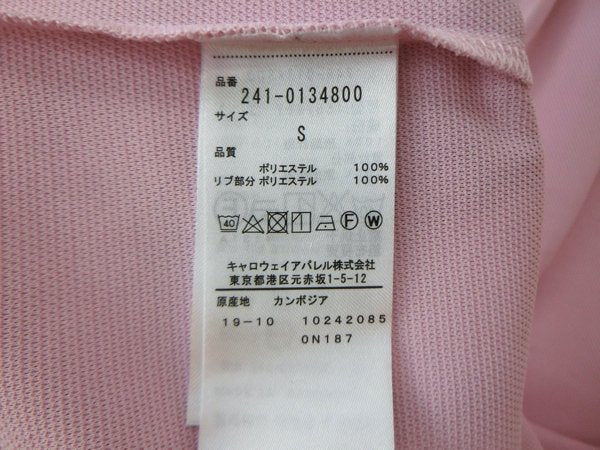 品番
241-0134800
サイズ
S
品質
ポリエステル 100%
リブ部分 ポリエステル 100%
40 F W
キャロウェイアパレル株式会社
東京都港区元赤坂1-5-12
原産地 カンボジア
19-10 10242085
0N187